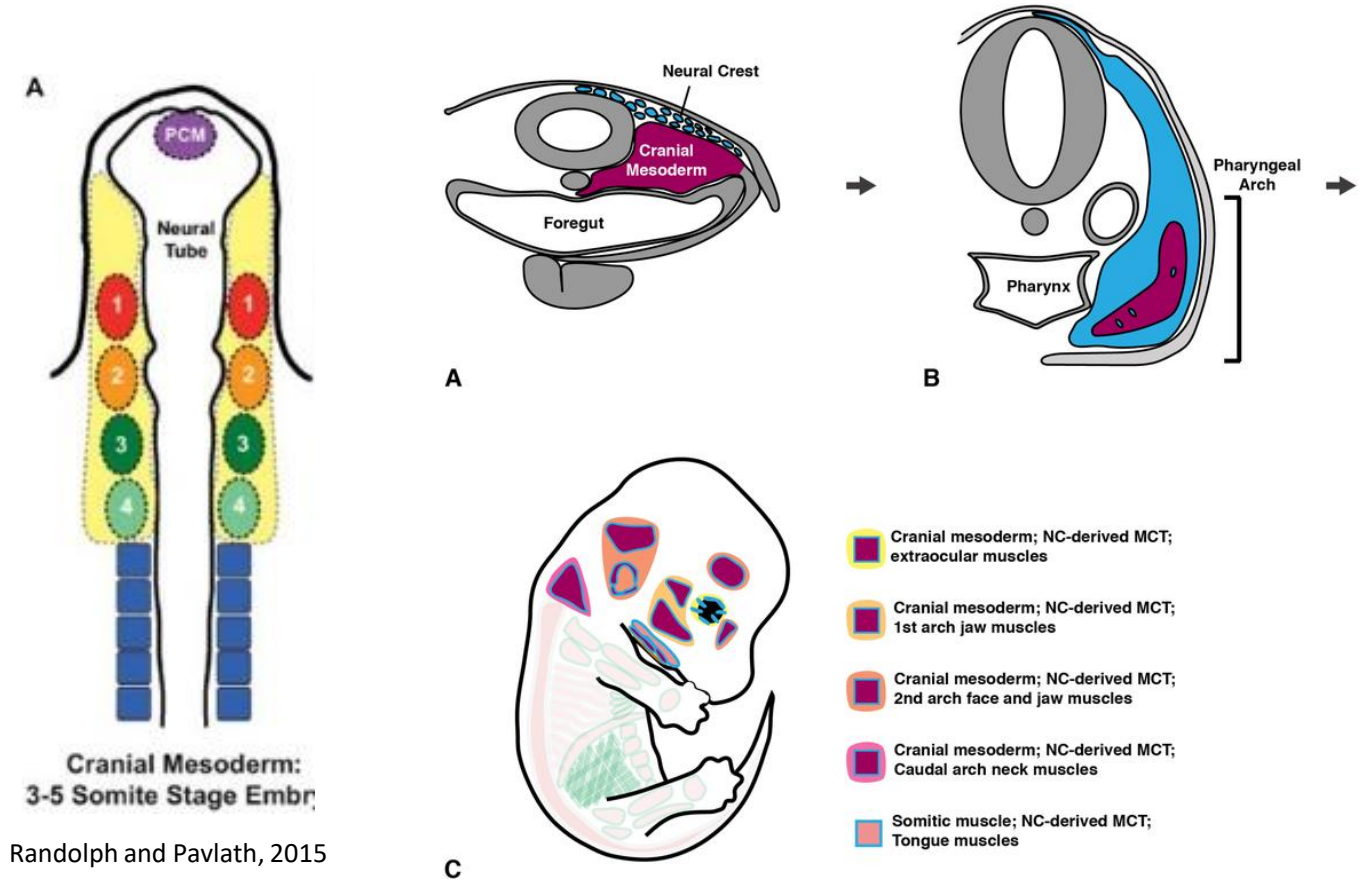 A
PCM
Neural
Tube
1
1
2
2
3
3
4
4
Cranial Mesoderm:
3-5 Somite Stage Embry
Randolph and Pavlath, 2015
Neural Crest
Cranial
Mesoderm
Foregut
A
Pharyngeal
Arch
Pharynx
B
C
Cranial mesoderm; NC-derived MCT;
extraocular muscles
Cranial mesoderm; NC-derived MCT;
1st arch jaw muscles
Cranial mesoderm; NC-derived MCT;
2nd arch face and jaw muscles
Cranial mesoderm; NC-derived MCT;
Caudal arch neck muscles
Somitic muscle; NC-derived MCT;
Tongue muscles